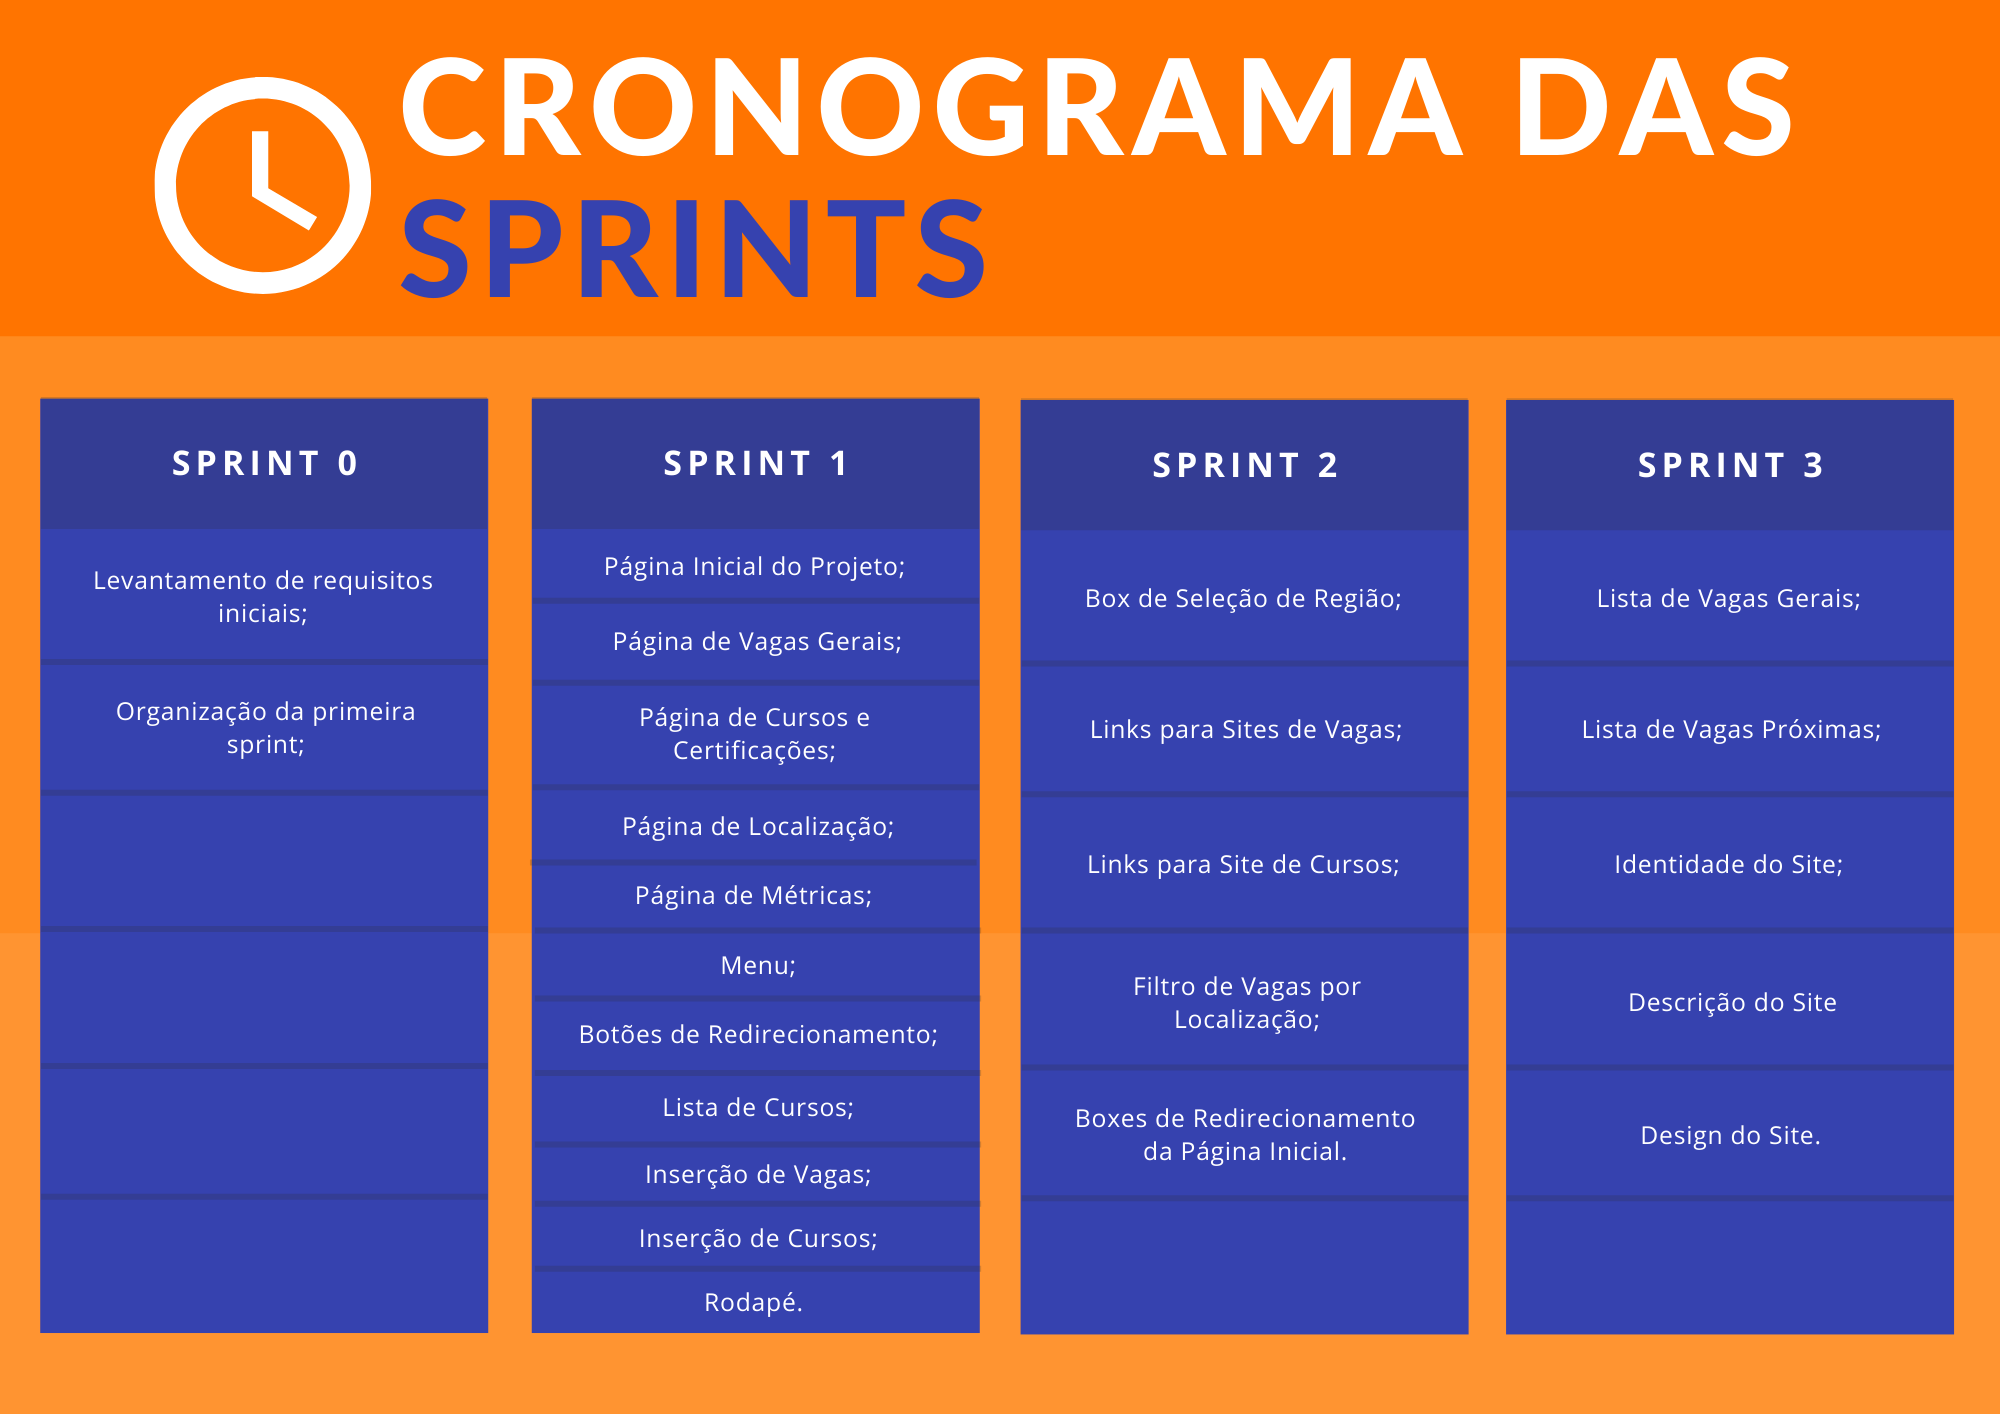 CRONOGRAMA DAS
SPRINTS
SPRINT 0
Levantamento de requisitos
iniciais;
Organização da primeira
sprint;
SPRINT 1
Página Inicial do Projeto;
Página de Vagas Gerais;
Página de Cursos e
Certificações;
Página de Localização;
Página de Métricas;
Menu;
Botões de Redirecionamento;
Lista de Cursos;
Inserção de Vagas;
Inserção de Cursos;
Rodapé.
SPRINT 2
Box de Seleção de Região;
Links para Sites de Vagas;
Links para Site de Cursos;
Filtro de Vagas por
Localização;
Boxes de Redirecionamento
da Página Inicial.
SPRINT 3
Lista de Vagas Gerais;
Lista de Vagas Próximas;
Identidade do Site;
Descrição do Site
Design do Site.